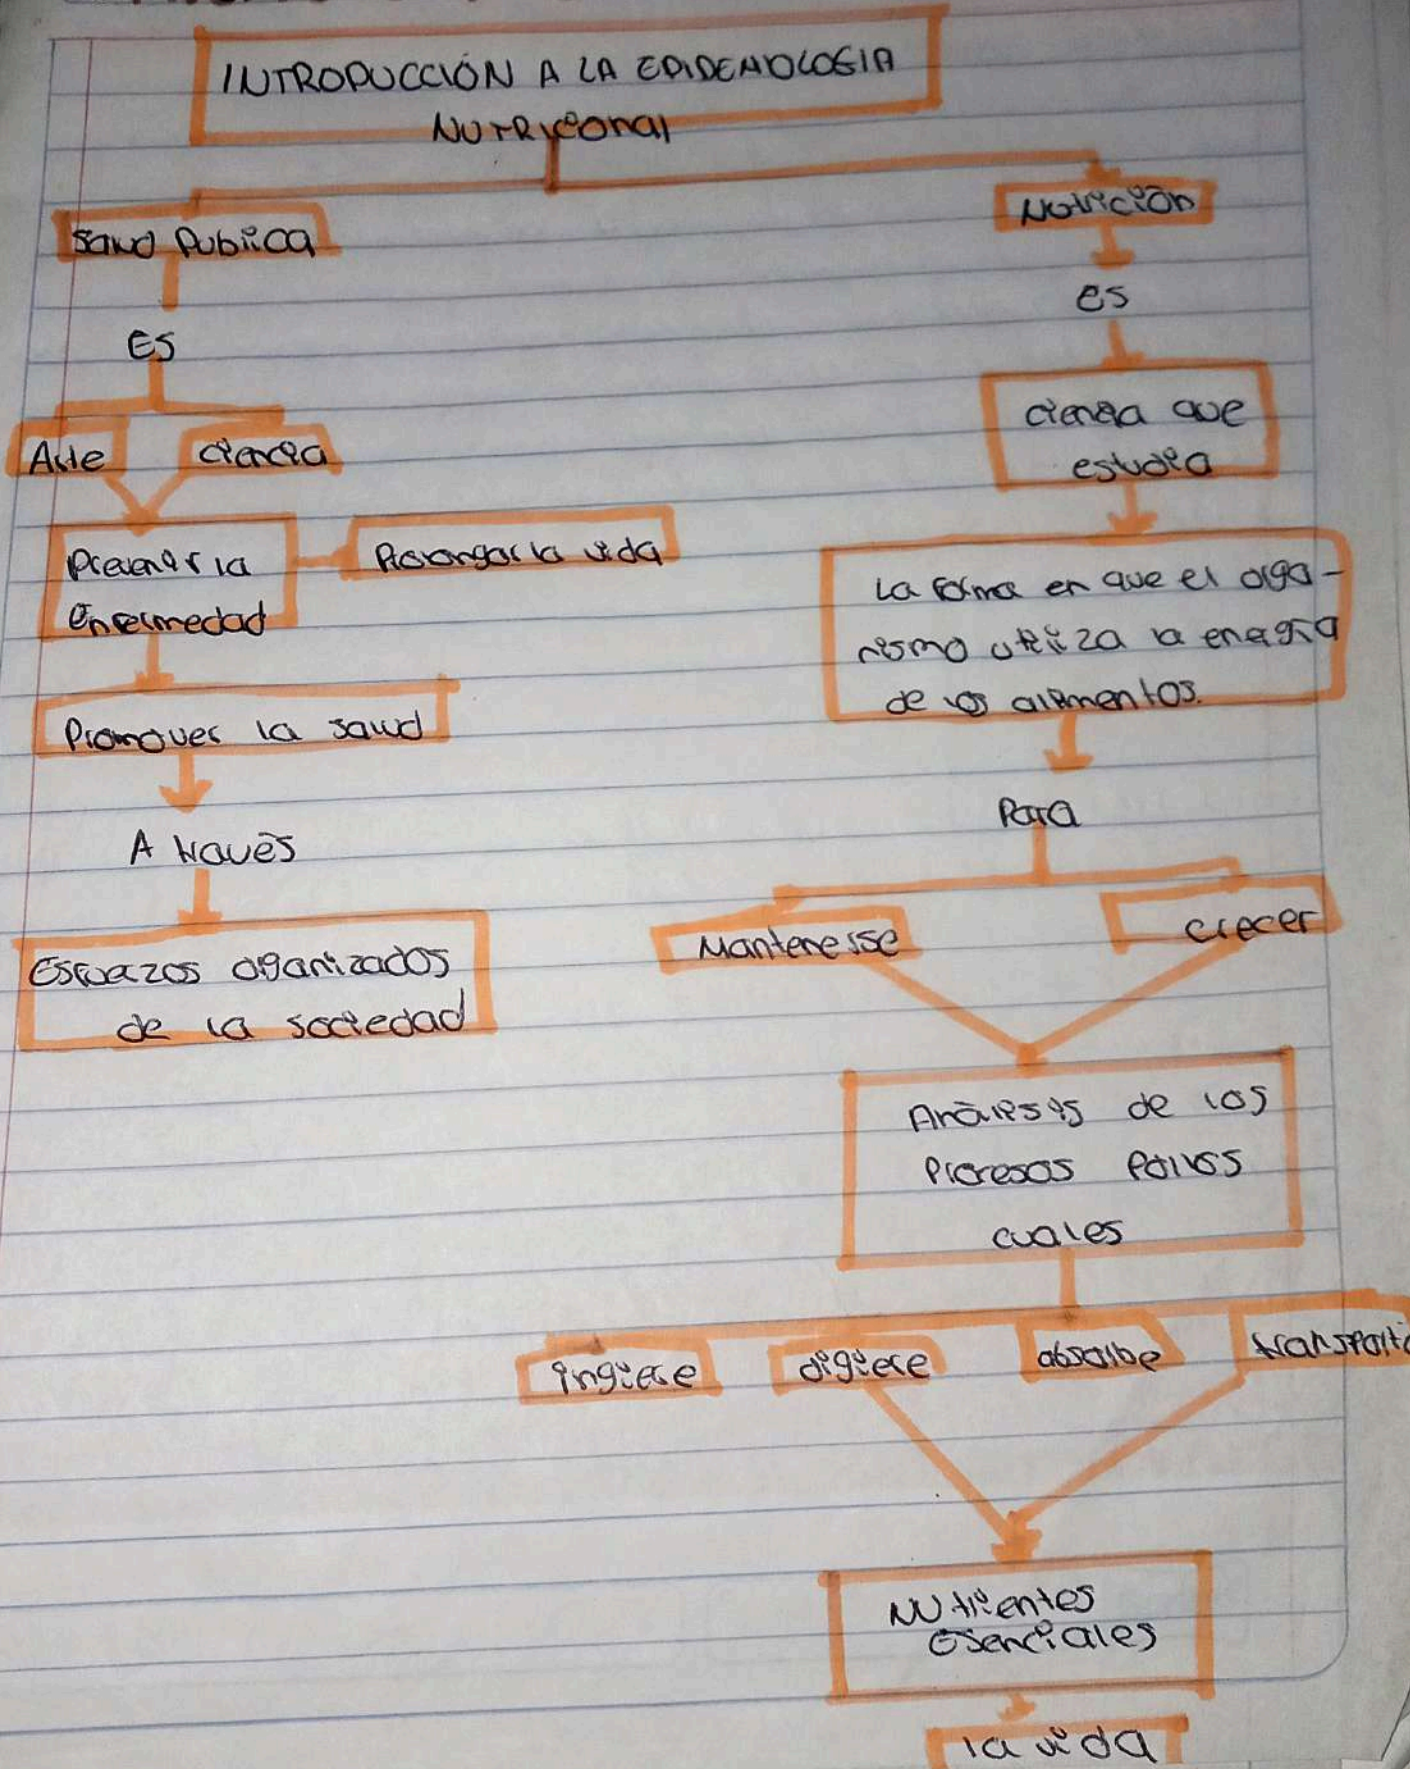 INTRODUCCIÓN A LA EPIDEMOLOGIA
NUTRICIONAL
Salud Publica
ES
Arte
ciencia
Prevenir la
Enfermedad
Prolongar la vida
Promover la salud
A través
Esfuerzos organizados
de la sociedad
Nutrición
es
ciencia que
estudia
La forma en que el orga-
nismo utiliza la energía
de los alimentos.
Para
Mantenerse
crecer
Análisis de los
Procesos por los
cuales
ingiere
digiere
absorbe
Nutrientes
esenciales
la vida